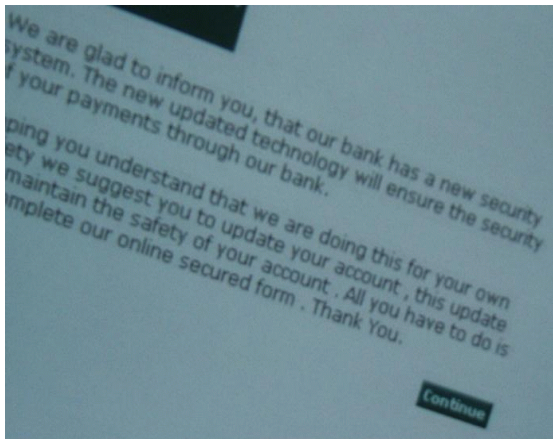 We are glad to inform you, that our bank has a new security
system. The new updated technology will ensure the security
f your payments through our bank.
ping you understand that we are doing this for your own
ety we suggest you to update your account , this update
maintain the safety of your account . All you have to do is
mplete our online secured form . Thank You.
Continue